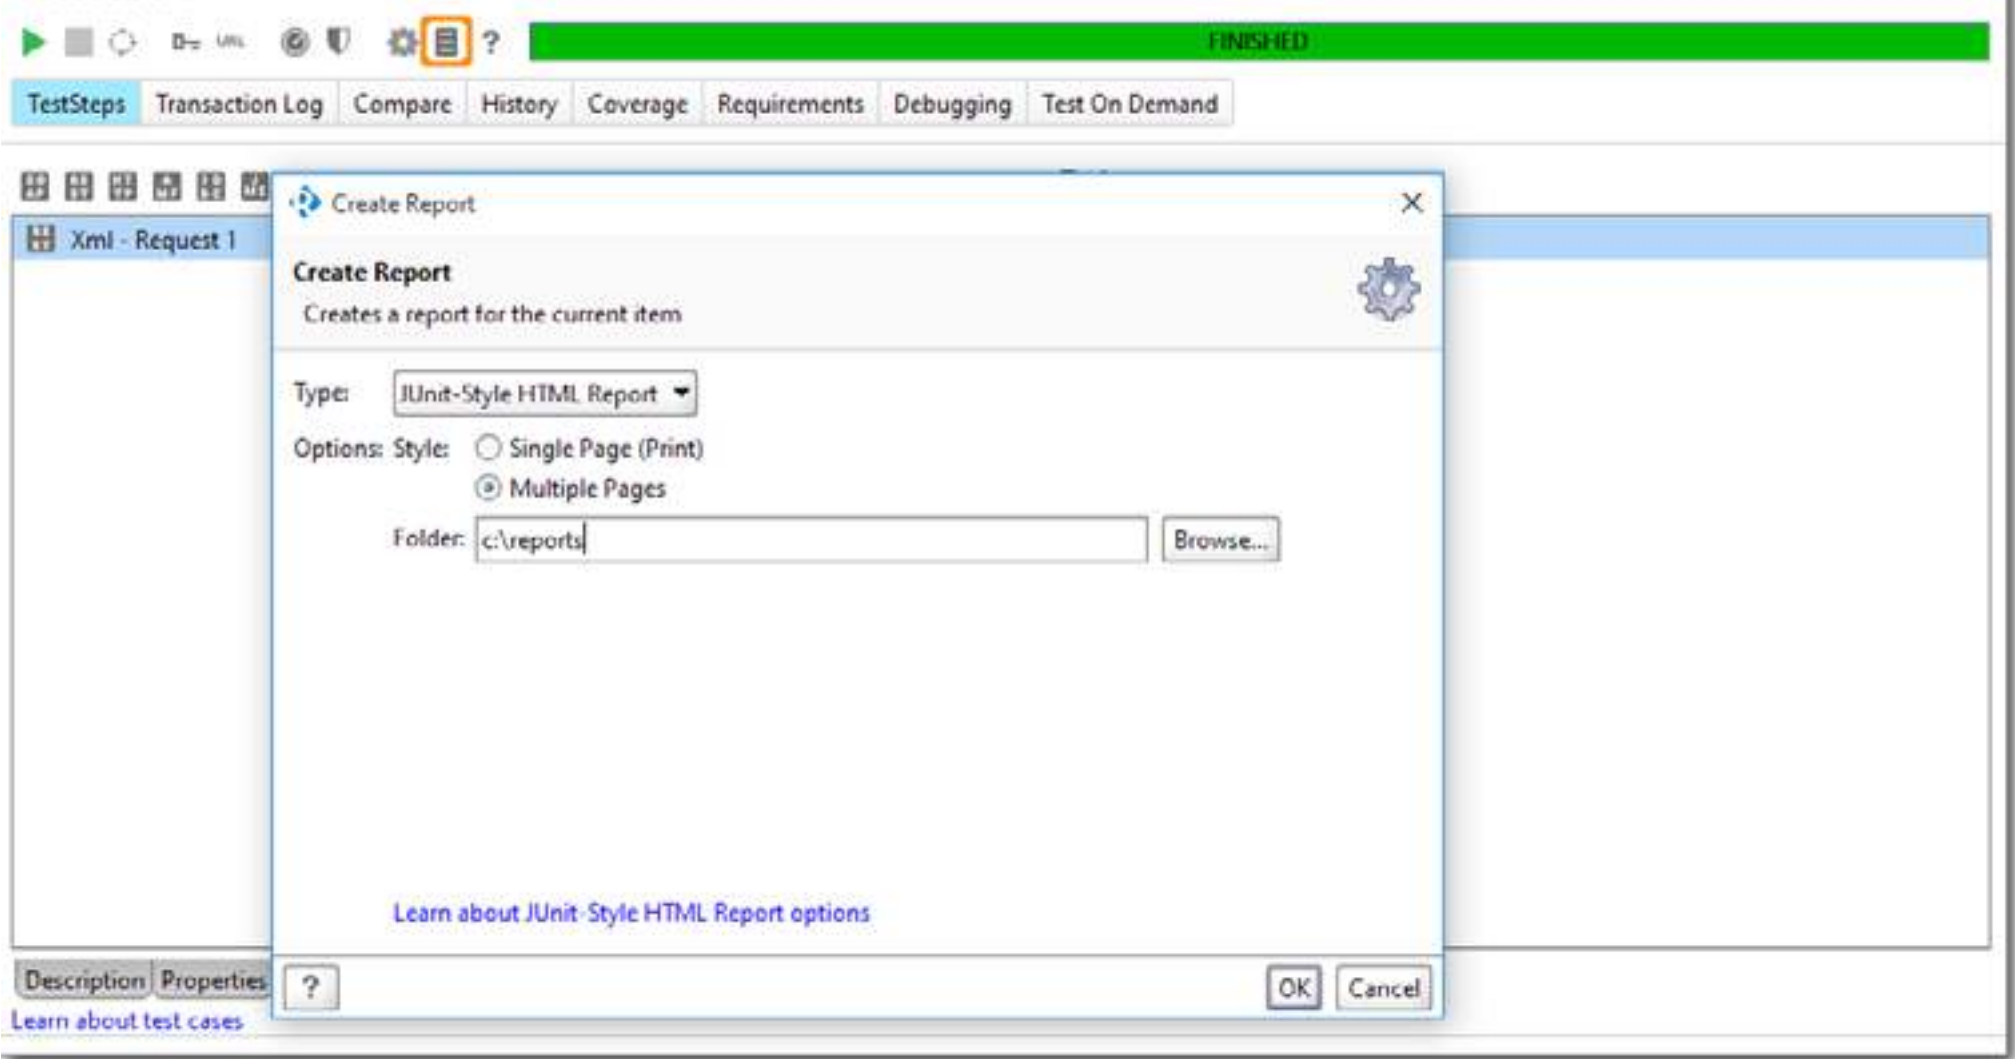 URL ? FINISHED
TestSteps Transaction Log Compare History Coverage Requirements Debugging Test On Demand
Create Report
Xml - Request 1
Create Report
Creates a report for the current item
Type: JUnit-Style HTML Report
Options: Style: Single Page (Print)
Multiple Pages
Folder: c:\reports Browse...
Learn about JUnit-Style HTML Report options
Description Properties ? OK Cancel
Learn about test cases